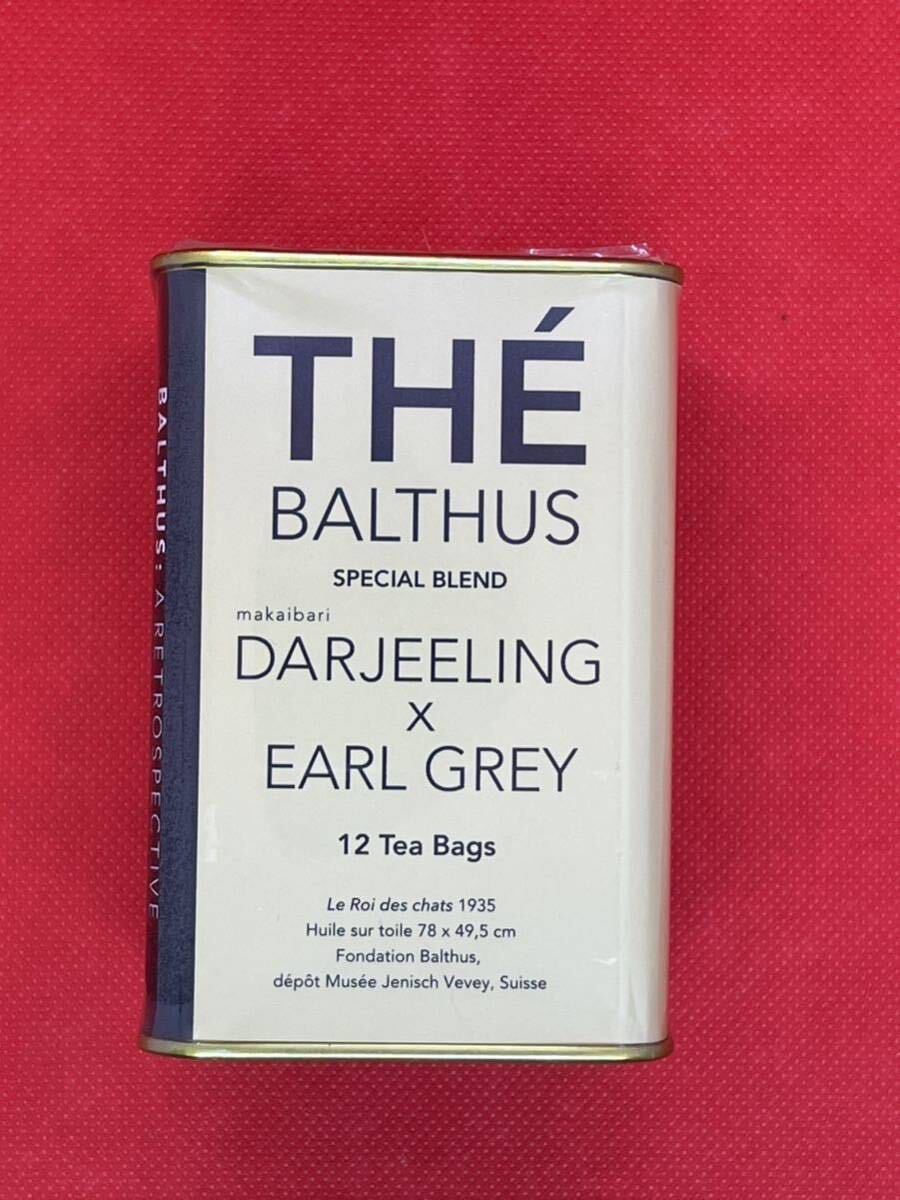 THÉ
BALTHUS
SPECIAL BLEND
makaibari
DARJEELING
x
EARL GREY
12 Tea Bags
Le Roi des chats 1935
Huile sur toile 78 x 49,5 cm
Fondation Balthus,
dépôt Musée Jenisch Vevey, Suisse
BALTHUS: A RETROSPECTIVE